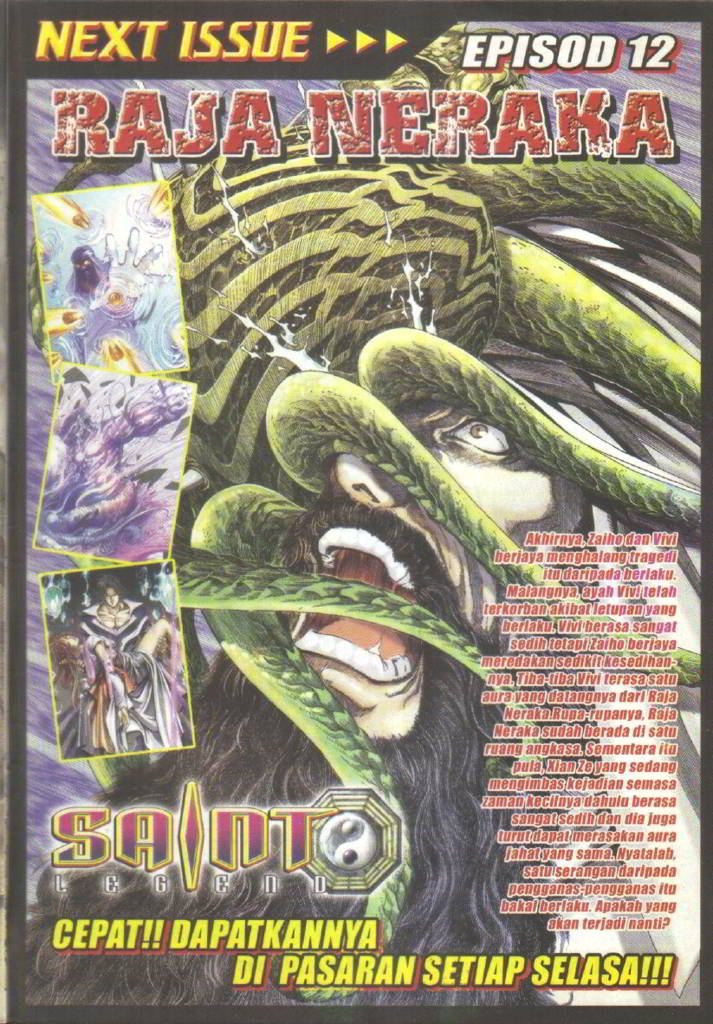 NEXT ISSUE
EPISOD 12
RAJA NERAKA
Akhirnya, Zaiho dan Vivi
berjaya menghalang tragedi
itu daripada berlaku.
Malangnya, ayah Vivi telah
terkorban akibat letupan yang
berlaku. Vivi berasa sangat
sedih tetapi Zaiho berjaya
meredakan sedikit kesedihan-
nya. Tiba-tiba Vivi terasa satu
aura yang datangnya dari Raja
Neraka.Rupa-rupanya, Raja
Neraka sudah berada di satu
ruang angkasa. Sementara itu
pula, Xian Ze yang sedang
mengimbas kejadian semasa
zaman kecilnya dahulu berasa
sangat sedih dan dia juga
turut dapat merasakan aura
jahat yang sama. Nyatalah,
satu serangan daripada
pengganas-pengganas itu
bakal berlaku. Apakah yang
akan terjadi nanti?
SAINT
LEGEND
CEPAT!! DAPATKANNYA
DI PASARAN SETIAP SELASA!!!